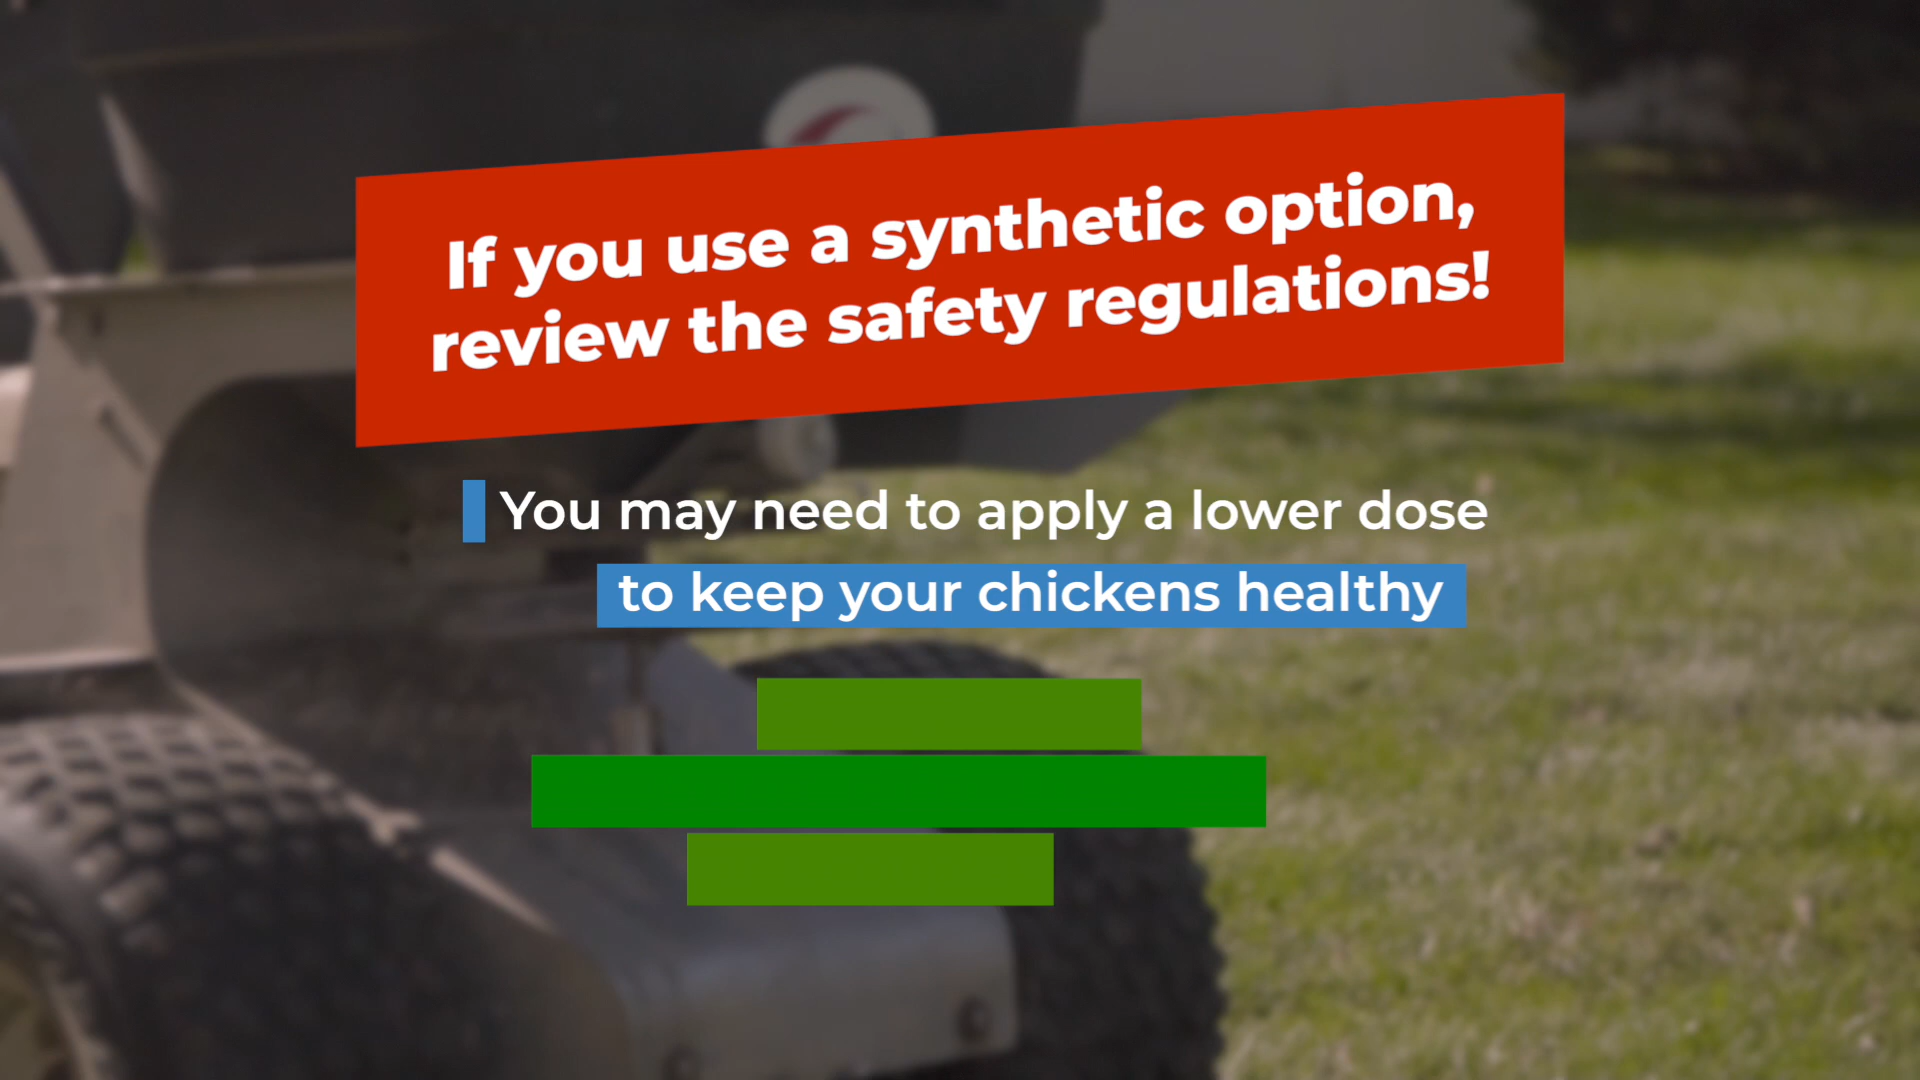 If you use a synthetic option,
review the safety regulations!
You may need to apply a lower dose
to keep your chickens healthy